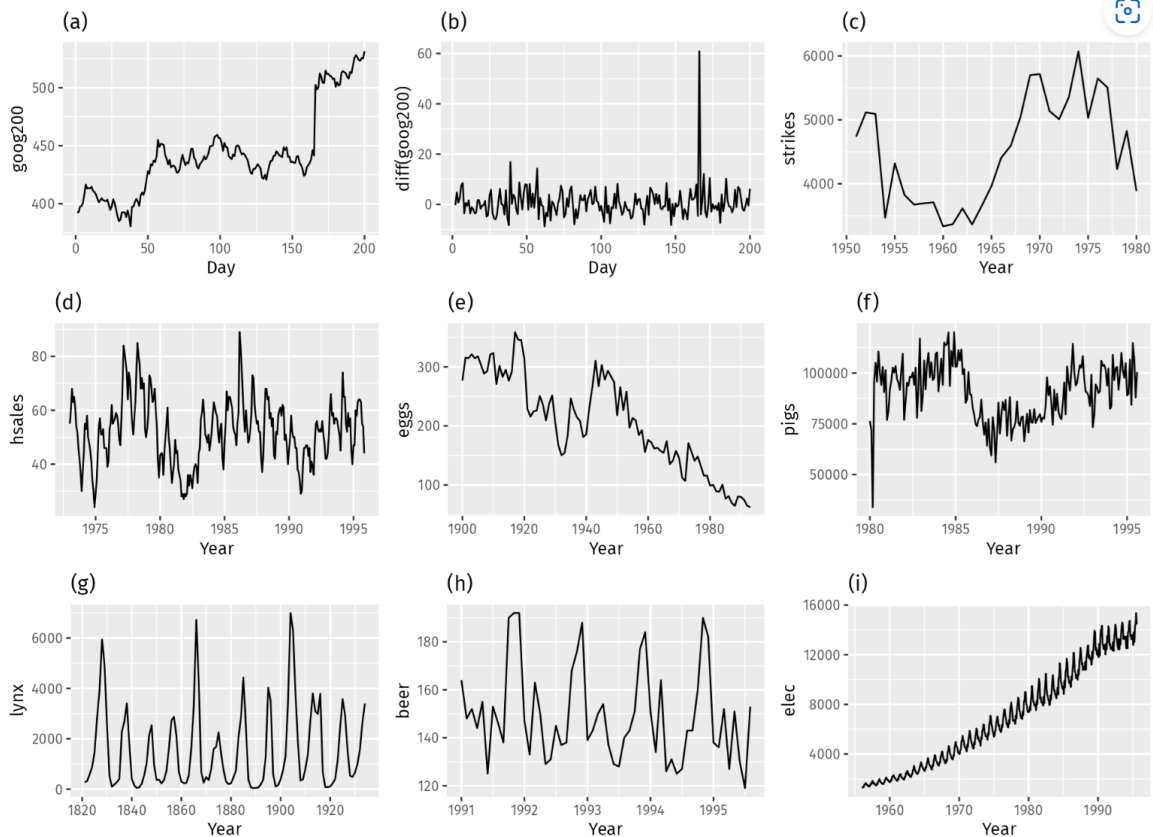 (a)
goog200
500
450
400
0 50 100 150 200
Day
(b)
diff(goog200)
60
40
20
0
0 50 100 150 200
Day
(c)
strikes
6000
5000
4000
1950 1955 1960 1965 1970 1975 1980
Year
(d)
hsales
80
60
40
1975 1980 1985 1990 1995
Year
(e)
eggs
300
200
100
1900 1920 1940 1960 1980
Year
(f)
pigs
100000
75000
50000
1980 1985 1990 1995
Year
(g)
lynx
6000
4000
2000
0
1820 1840 1860 1880 1900 1920
Year
(h)
beer
180
160
140
120
1991 1992 1993 1994 1995
Year
(i)
elec
16000
12000
8000
4000
1960 1970 1980 1990
Year